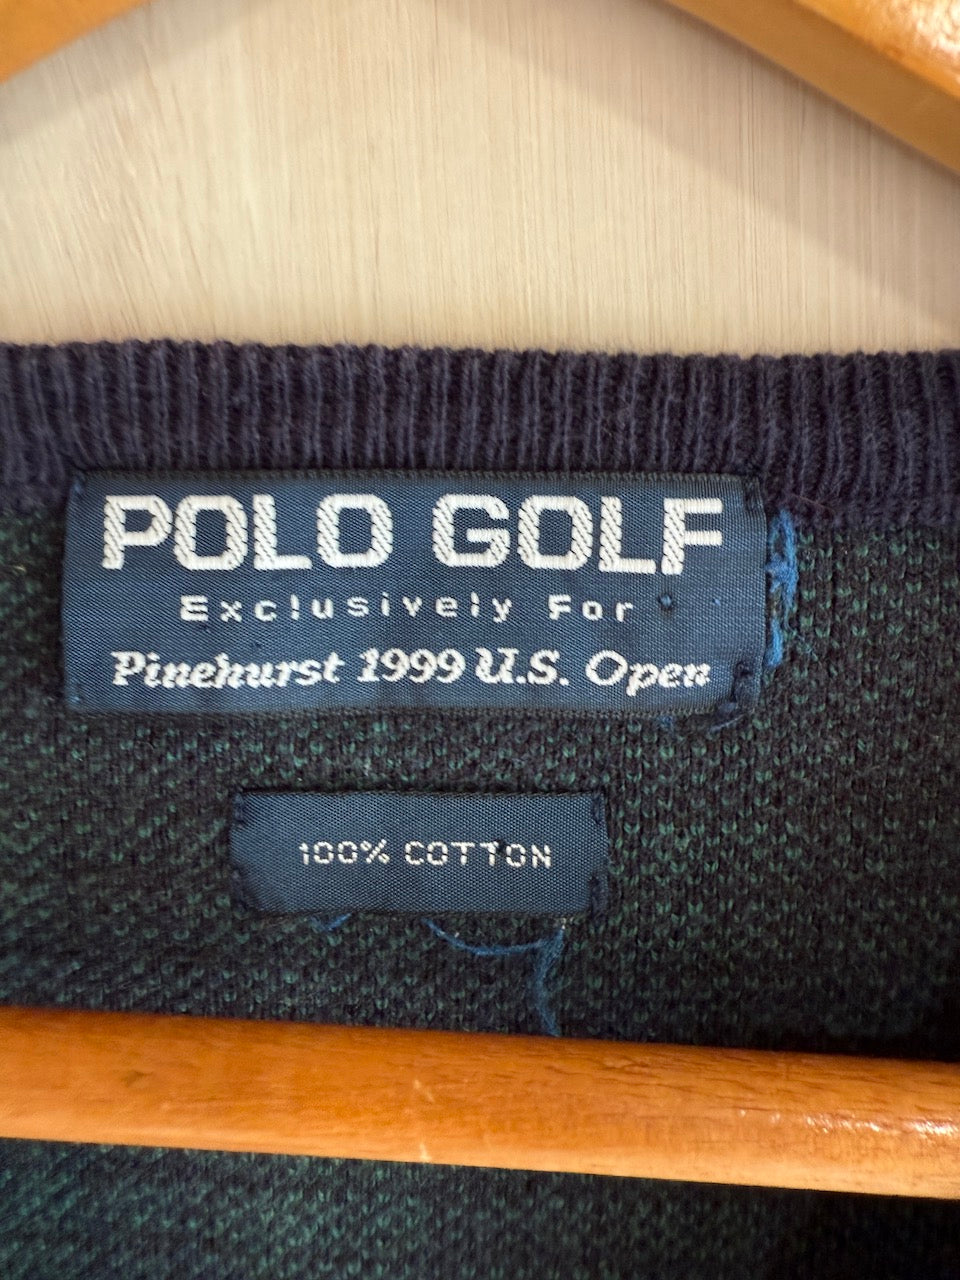 POLO GOLF
Exclusively For
Pinehurst 1999 U.S. Open
100% COTTON